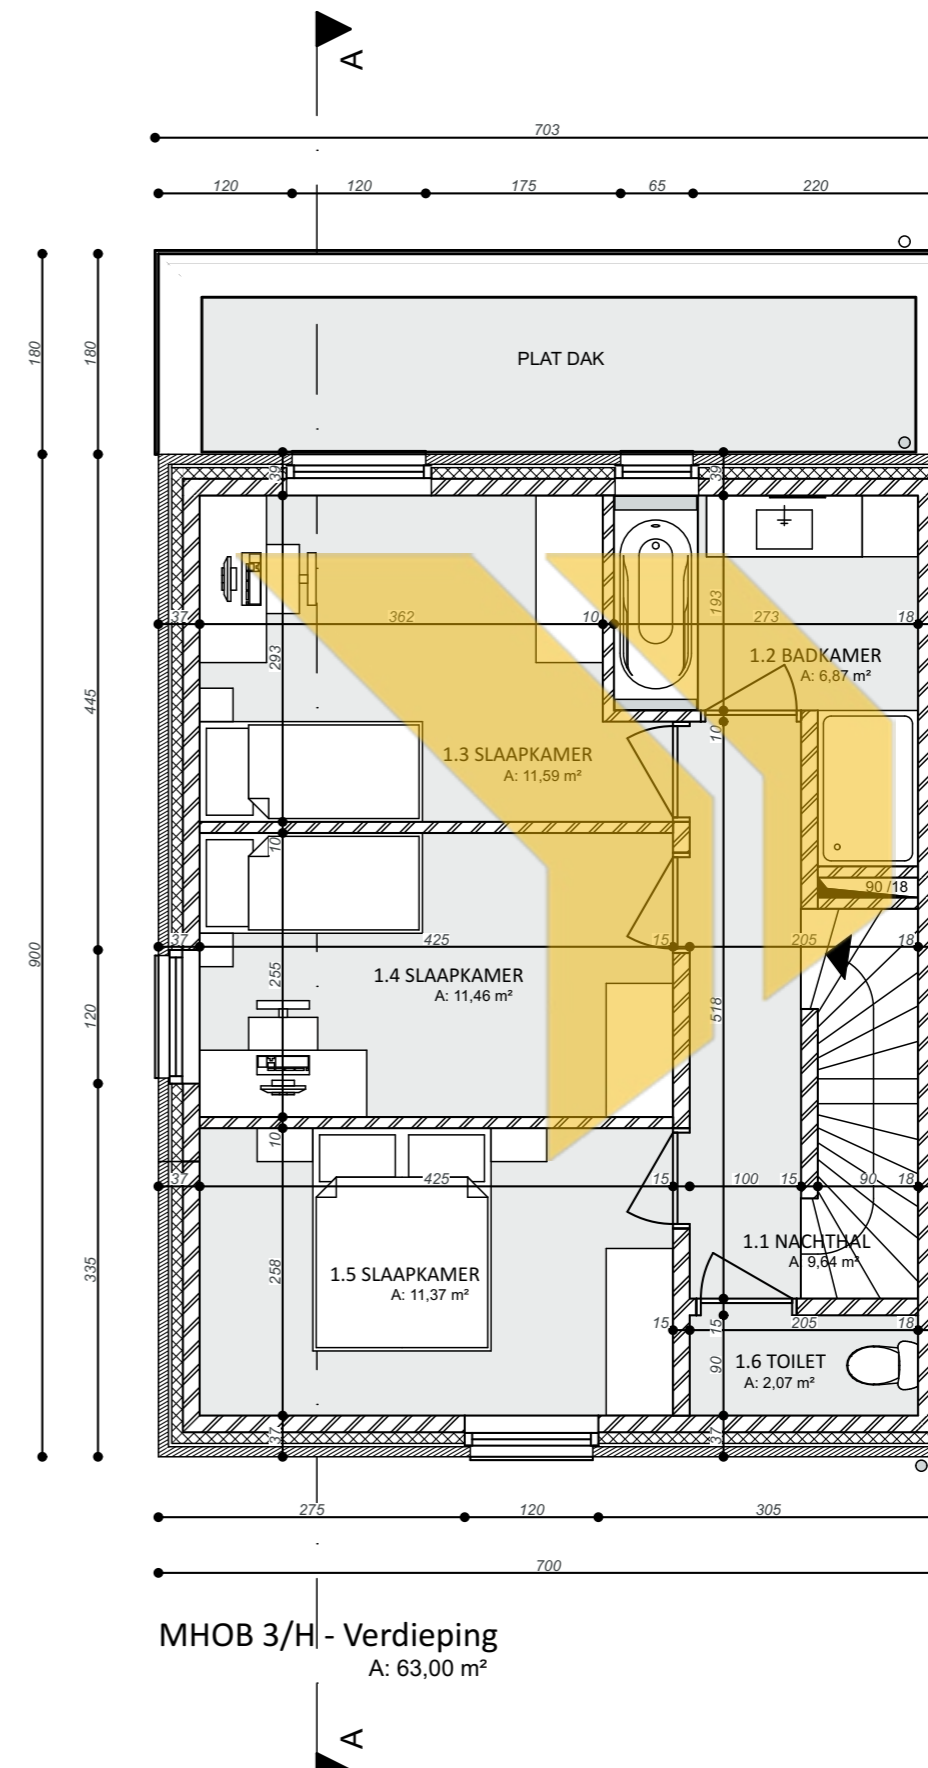 A
703
120 120 175 65 220
180 180
PLAT DAK
39 39
37 362 10 273 18
193
293
1.2 BADKAMER
A: 6,87 m²
445
10
1.3 SLAAPKAMER
A: 11,59 m²
10
90 /18
37 425 15 205 18
900
255
1.4 SLAAPKAMER
A: 11,46 m²
120
518
10
37 425 15 100 15 90 18
1.1 NACHTHAL
A: 9,64 m²
335
258
1.5 SLAAPKAMER
A: 11,37 m²
15 15 205 18
90
1.6 TOILET
A: 2,07 m²
37 37
275 120 305
700
MHOB 3/H - Verdieping
A: 63,00 m²
A